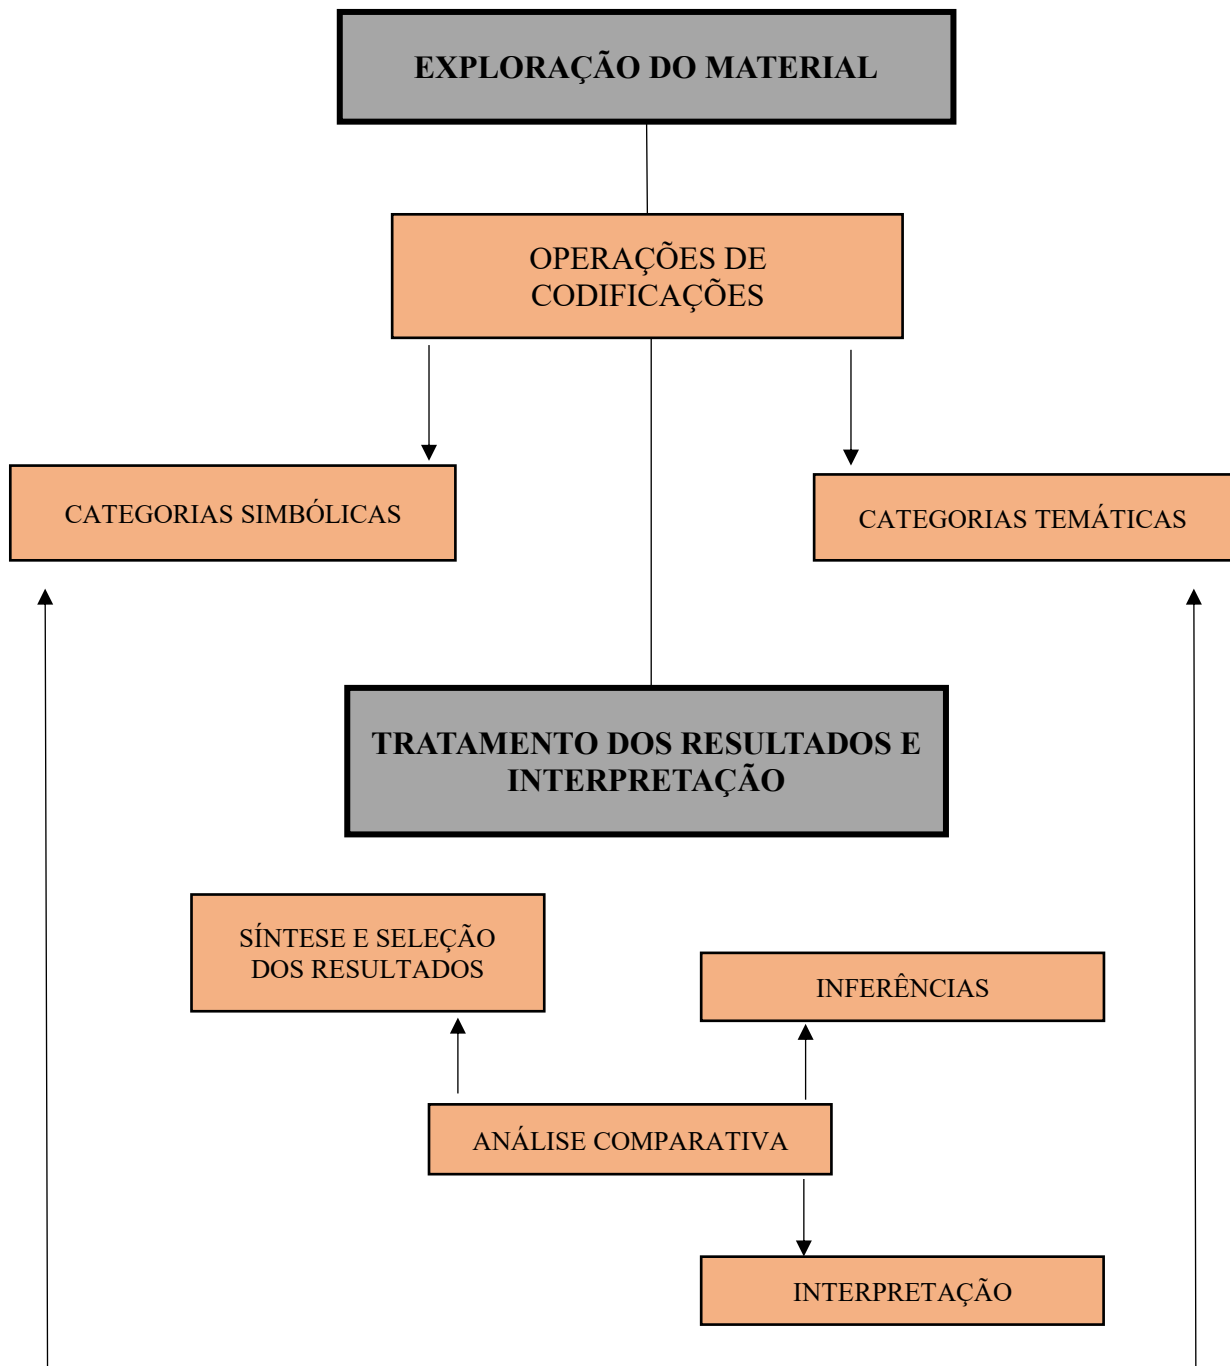 EXPLORAÇÃO DO MATERIAL
OPERAÇÕES DE
CODIFICAÇÕES
CATEGORIAS SIMBÓLICAS
CATEGORIAS TEMÁTICAS
TRATAMENTO DOS RESULTADOS E
INTERPRETAÇÃO
SÍNTESE E SELEÇÃO
DOS RESULTADOS
INFERÊNCIAS
ANÁLISE COMPARATIVA
INTERPRETAÇÃO